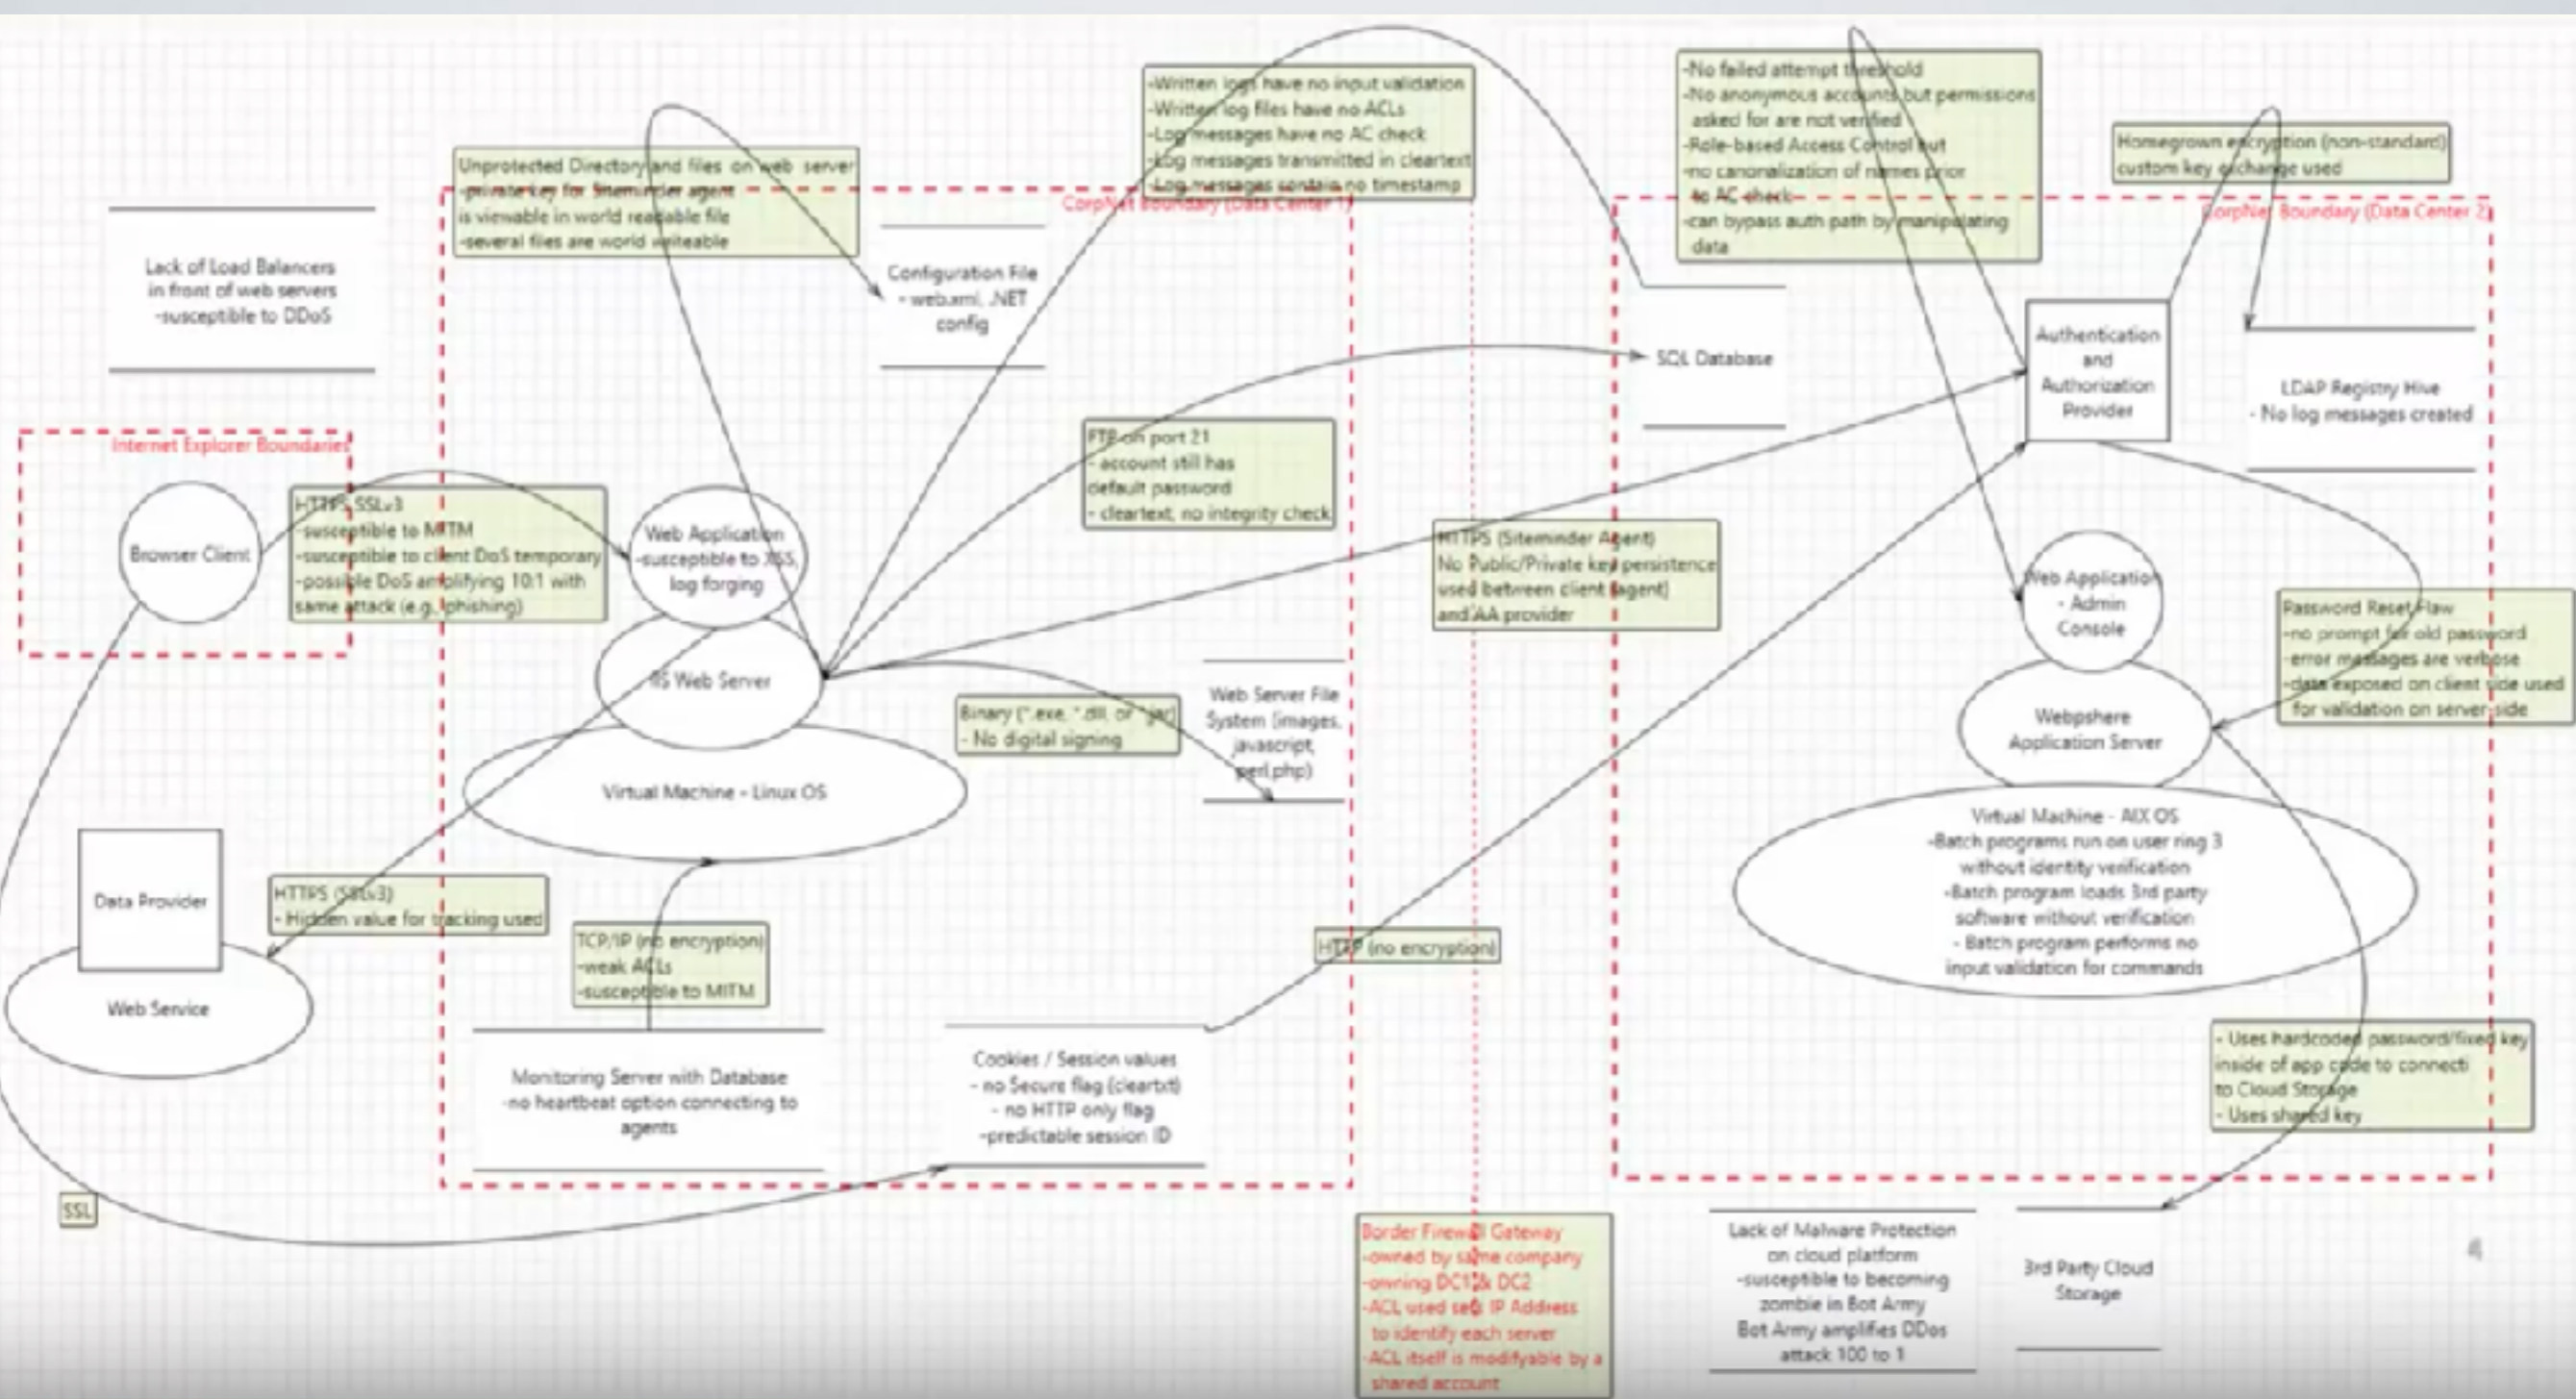 -Written logs have no input validation
-Written log files have no ACLs
-Log messages have no AC check
-Log messages transmitted in cleartext
-Log messages contain no timestamp
-No failed attempt threshold
-No anonymous accounts but permissions
asked for are not verified
-Role-based Access Control but
-no canonalization of names prior
to AC check
-can bypass auth path by manipulating
data
Homegrown encryption (non-standard)
custom key exchange used
Unprotected Directory and files on web server
-private key for Siteminder agent
is viewable in world readable file
-several files are world writeable
CorpNet Boundary (Data Center 1)
CorpNet Boundary (Data Center 2)
Lack of Load Balancers
in front of web servers
-susceptible to DDoS
Configuration File
- web.xml, .NET
config
SQL Database
Authentication
and
Authorization
Provider
LDAP Registry Hive
- No log messages created
Internet Explorer Boundaries
Browser Client
HTTPS SSLv3
-susceptible to MITM
-susceptible to client DoS temporary
-possible DoS amplifying 10:1 with
same attack (e.g., phishing)
Web Application
-susceptible to XSS,
log forging
FTP on port 21
- account still has
default password
- cleartext, no integrity check
HTTPS (Siteminder Agent)
No Public/Private key persistence
used between client (agent)
and AA provider
Web Application
- Admin
Console
Password Reset Flaw
-no prompt for old password
-error messages are verbose
-data exposed on client side used
for validation on server side
IIS Web Server
Binary (*.exe, *.dll, or *.jar)
- No digital signing
Web Server File
System (images,
javascript,
perl,php)
Webpshere
Application Server
Virtual Machine - Linux OS
Virtual Machine - AIX OS
-Batch programs run on user ring 3
without identity verification
-Batch program loads 3rd party
software without verification
- Batch program performs no
input validation for commands
Data Provider
HTTPS (SSLv3)
- Hidden value for tracking used
TCP/IP (no encryption)
-weak ACLs
-susceptible to MITM
HTTP (no encryption)
Web Service
Monitoring Server with Database
-no heartbeat option connecting to
agents
Cookies / Session values
- no Secure flag (cleartxt)
- no HTTP only flag
-predictable session ID
- Uses hardcoded password/fixed key
inside of app code to connecti
to Cloud Storage
- Uses shared key
SSL
Border Firewall Gateway
-owned by same company
-owning DC1 & DC2
-ACL used IP Address
to identify each server
-ACL itself is modifyable by a
shared account
Lack of Malware Protection
on cloud platform
-susceptible to becoming
zombie in Bot Army
Bot Army amplifies DDos
attack 100 to 1
3rd Party Cloud
Storage
4